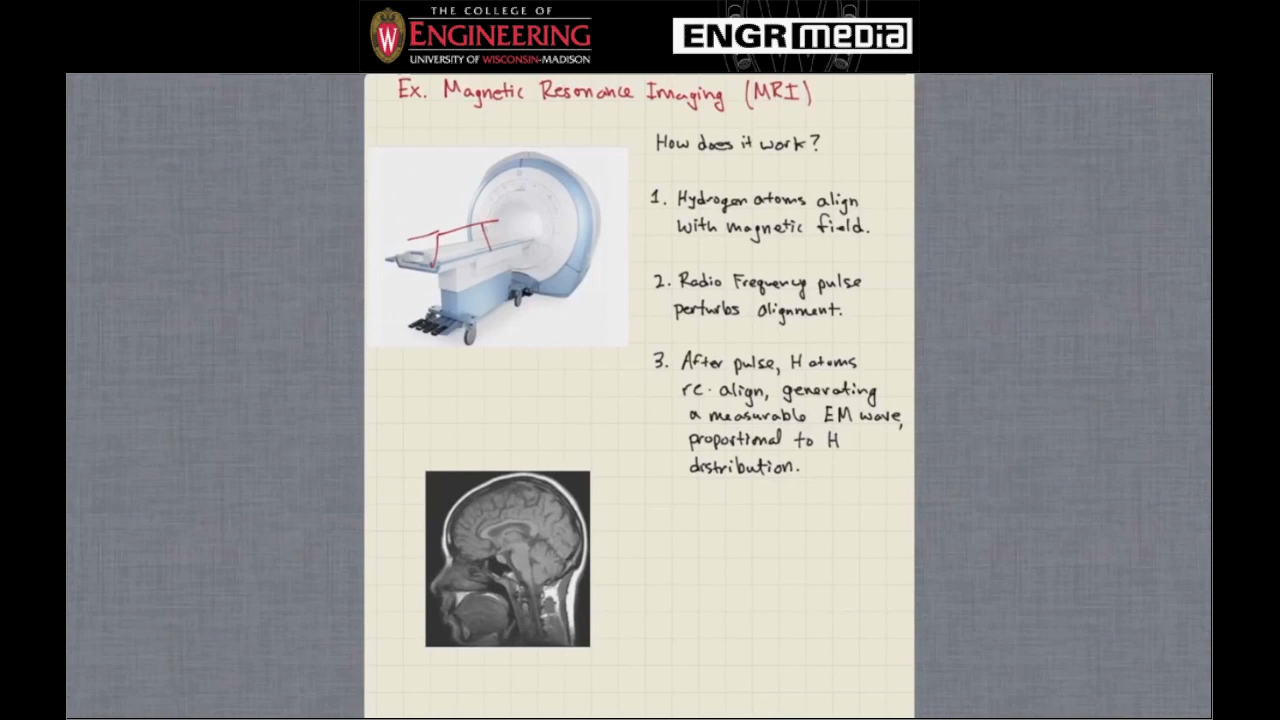 THE COLLEGE OF
ENGINEERING
UNIVERSITY OF WISCONSIN-MADISON
W
ENGRMEDIA
Ex. Magnetic Resonance Imaging (MRI)
How does it work?
1. Hydrogen atoms align
with magnetic field.
2. Radio Frequency pulse
perturbs alignment.
3. After pulse, H atoms
re-align, generating
a measurable EM wave,
proportional to H
distribution.